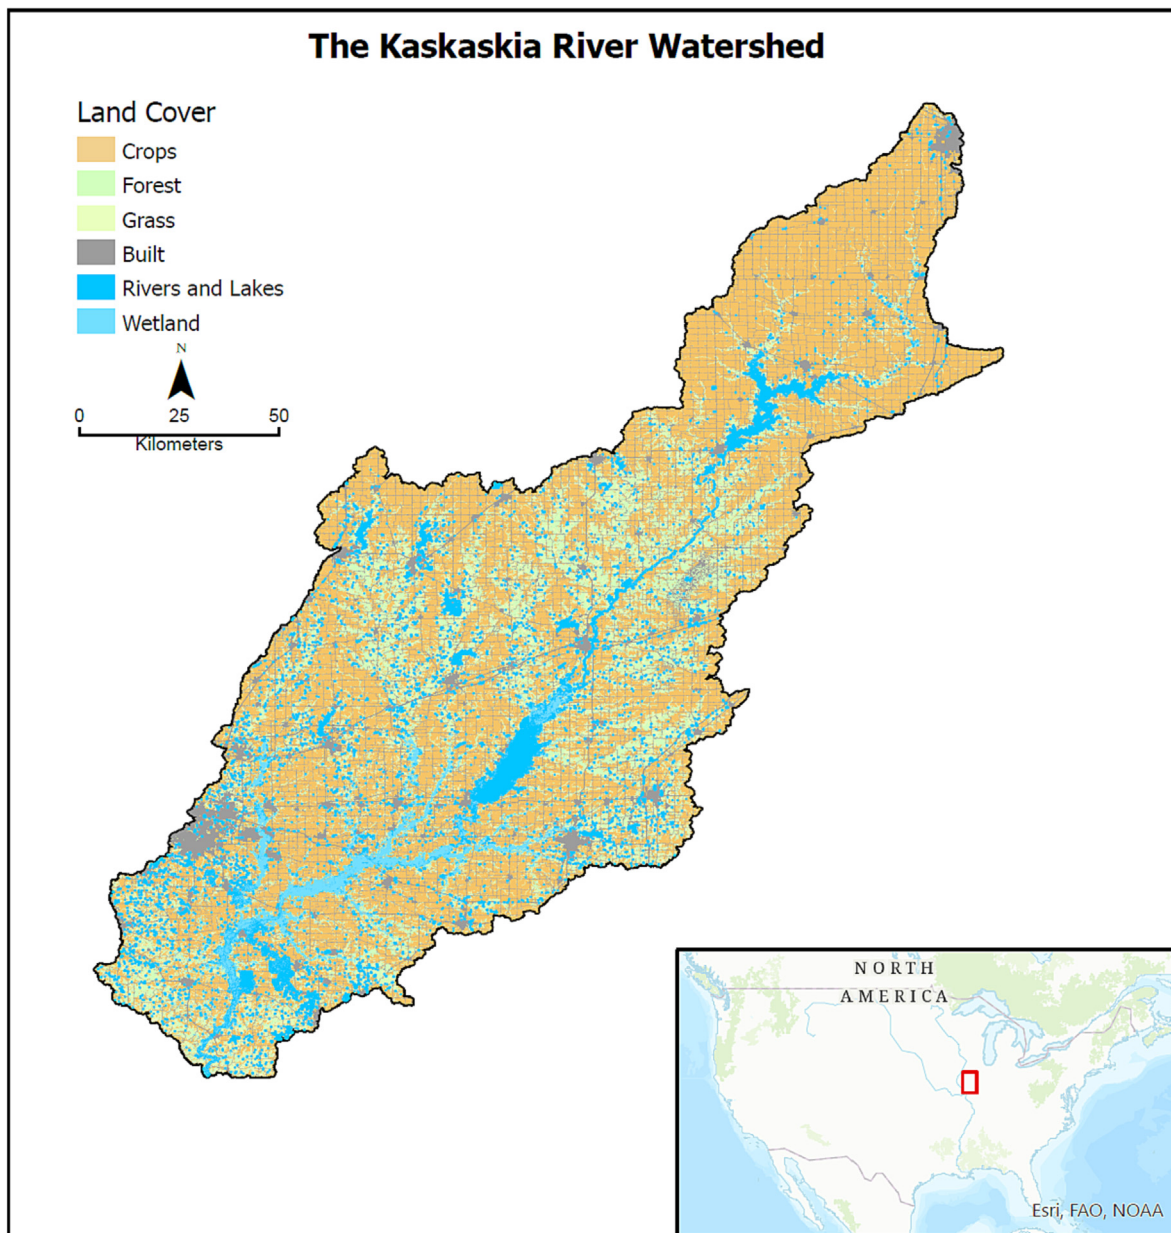 The Kaskaskia River Watershed
Land Cover
Crops
Forest
Grass
Built
Rivers and Lakes
Wetland
N
0 25 50
Kilometers
NORTH
AMERICA
Esri, FAO, NOAA